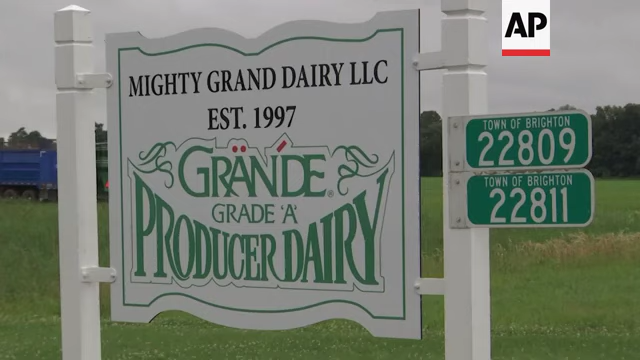 AP
MIGHTY GRAND DAIRY LLC
EST. 1997
GRÄNDE®
GRADE 'A'
PRODUCER DAIRY
TOWN OF BRIGHTON
22809
TOWN OF BRIGHTON
22811